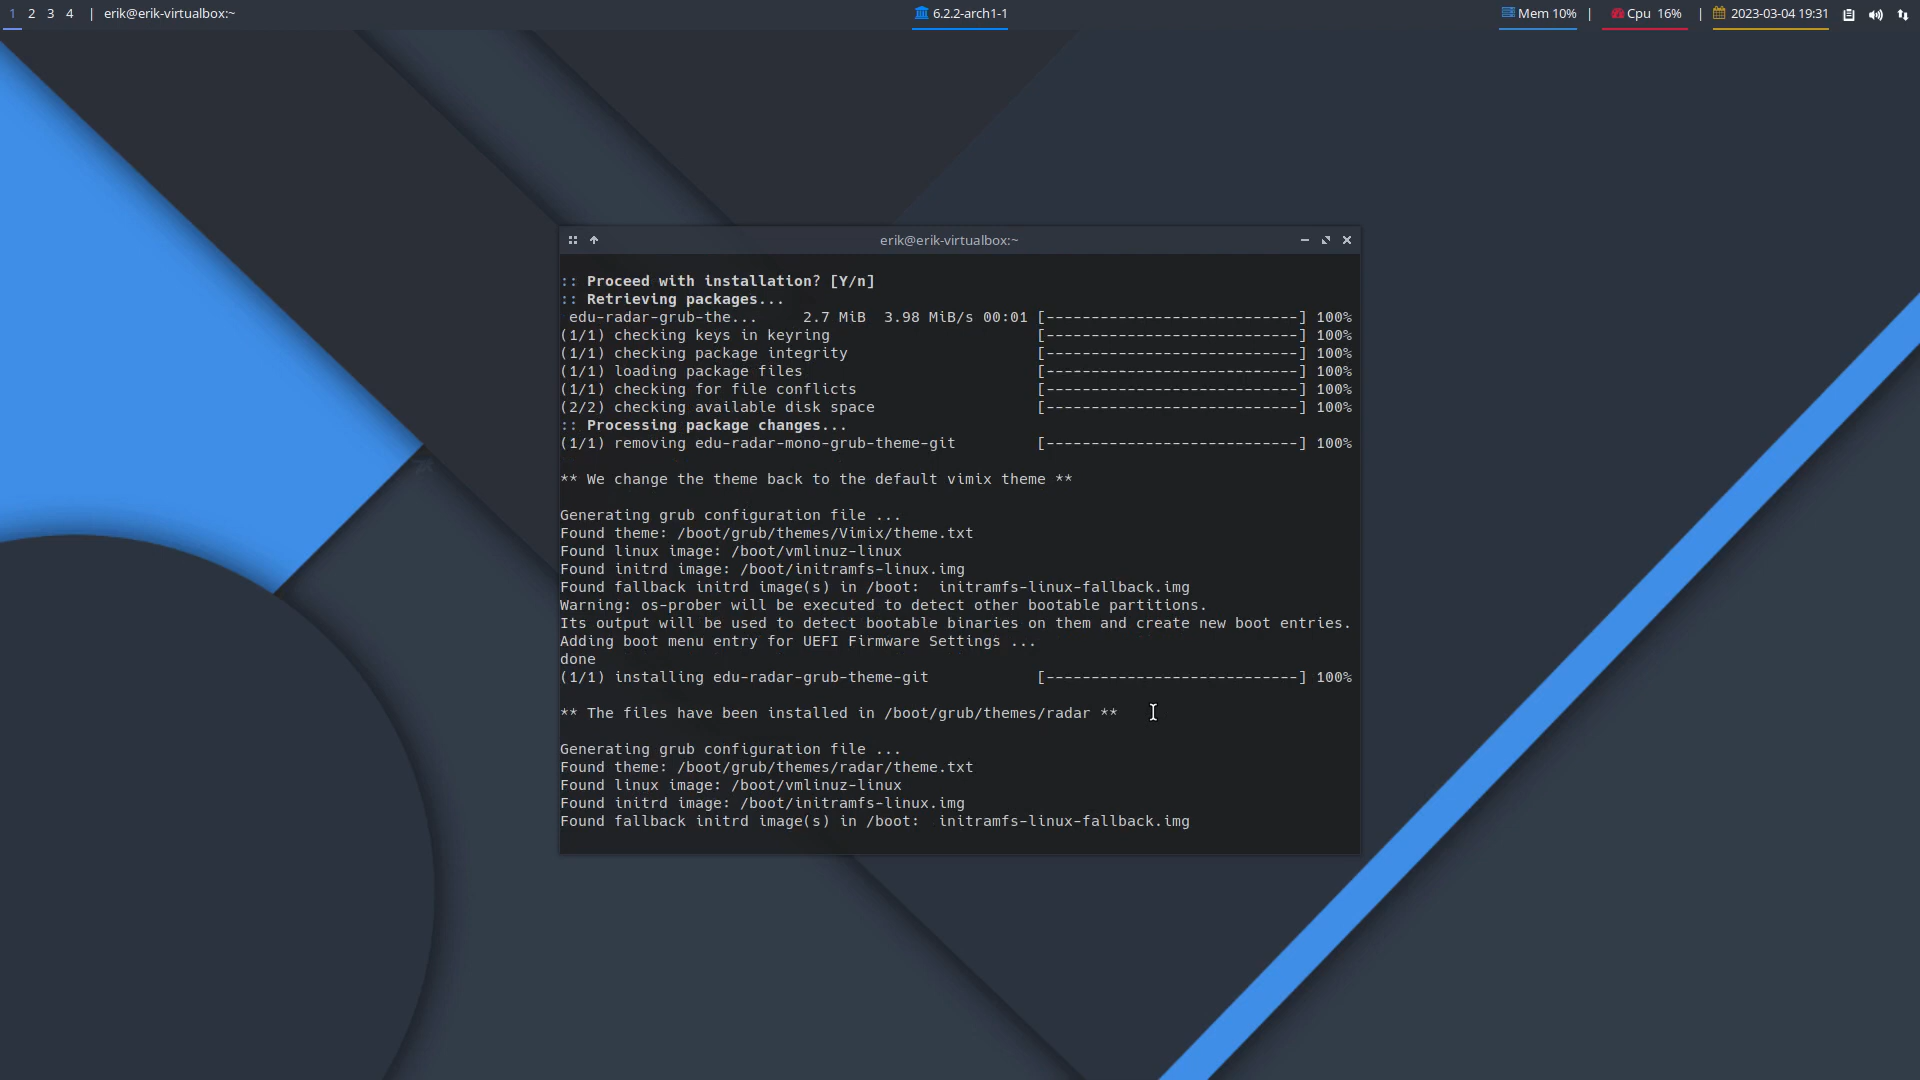 1 2 3 4 | erik@erik-virtualbox:~
6.2.2-arch1-1
Mem 10% | Cpu 16% | 2023-03-04 19:31
erik@erik-virtualbox:~
:: Proceed with installation? [Y/n]
:: Retrieving packages...
edu-radar-grub-the... 2.7 MiB 3.98 MiB/s 00:01 [----------------------------] 100%
(1/1) checking keys in keyring [----------------------------] 100%
(1/1) checking package integrity [----------------------------] 100%
(1/1) loading package files [----------------------------] 100%
(1/1) checking for file conflicts [----------------------------] 100%
(2/2) checking available disk space [----------------------------] 100%
:: Processing package changes...
(1/1) removing edu-radar-mono-grub-theme-git [----------------------------] 100%
** We change the theme back to the default vimix theme **
Generating grub configuration file ...
Found theme: /boot/grub/themes/Vimix/theme.txt
Found linux image: /boot/vmlinuz-linux
Found initrd image: /boot/initramfs-linux.img
Found fallback initrd image(s) in /boot:  initramfs-linux-fallback.img
Warning: os-prober will be executed to detect other bootable partitions.
Its output will be used to detect bootable binaries on them and create new boot entries.
Adding boot menu entry for UEFI Firmware Settings ...
done
(1/1) installing edu-radar-grub-theme-git [----------------------------] 100%
** The files have been installed in /boot/grub/themes/radar **
Generating grub configuration file ...
Found theme: /boot/grub/themes/radar/theme.txt
Found linux image: /boot/vmlinuz-linux
Found initrd image: /boot/initramfs-linux.img
Found fallback initrd image(s) in /boot:  initramfs-linux-fallback.img